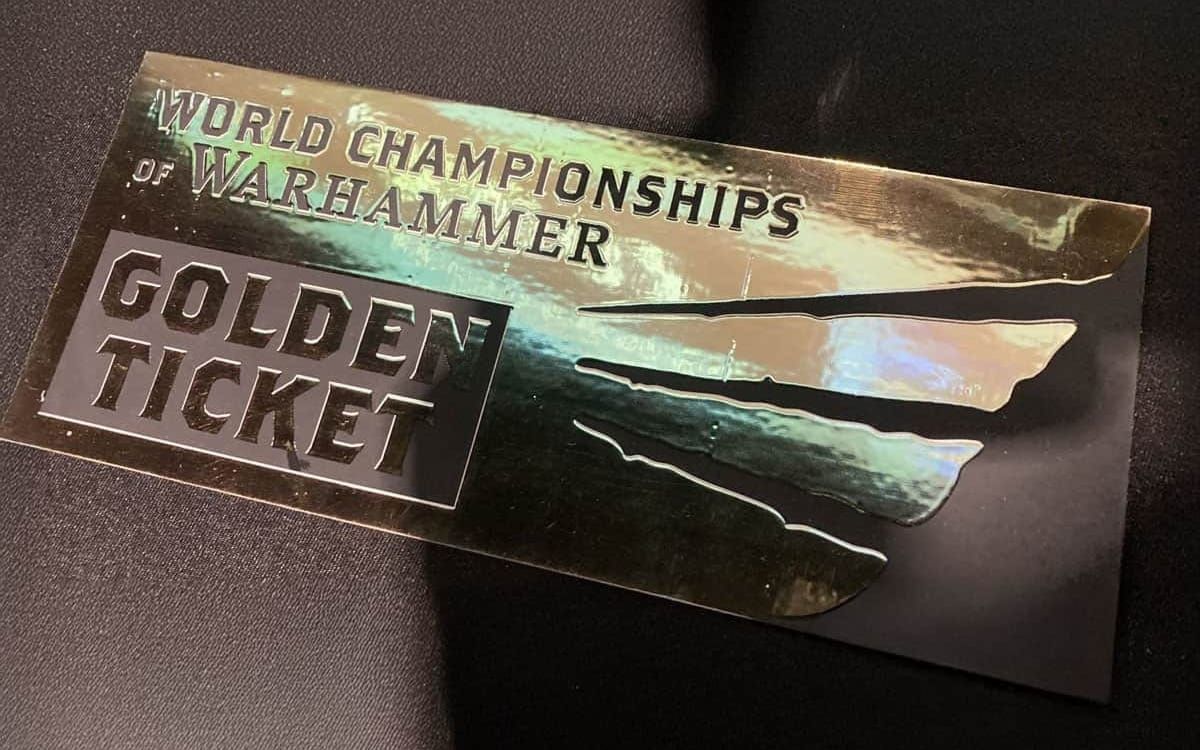 WORLD CHAMPIONSHIPS
OF WARHAMMER
GOLDEN
TICKET